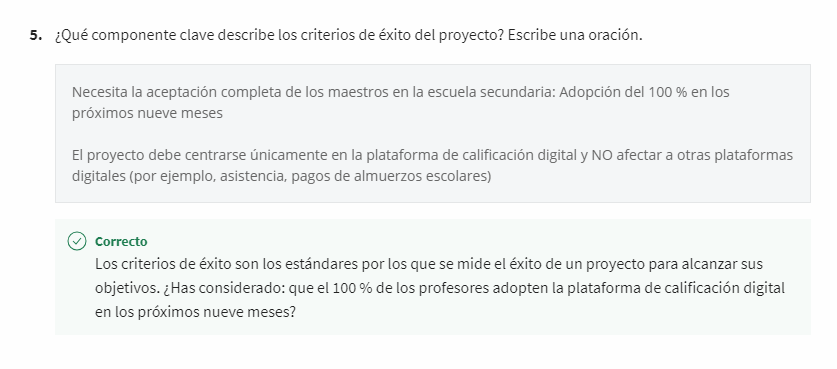 5. ¿Qué componente clave describe los criterios de éxito del proyecto? Escribe una oración.
Necesita la aceptación completa de los maestros en la escuela secundaria: Adopción del 100 % en los
próximos nueve meses
El proyecto debe centrarse únicamente en la plataforma de calificación digital y NO afectar a otras plataformas
digitales (por ejemplo, asistencia, pagos de almuerzos escolares)
Correcto
Los criterios de éxito son los estándares por los que se mide el éxito de un proyecto para alcanzar sus
objetivos. ¿Has considerado: que el 100 % de los profesores adopten la plataforma de calificación digital
en los próximos nueve meses?